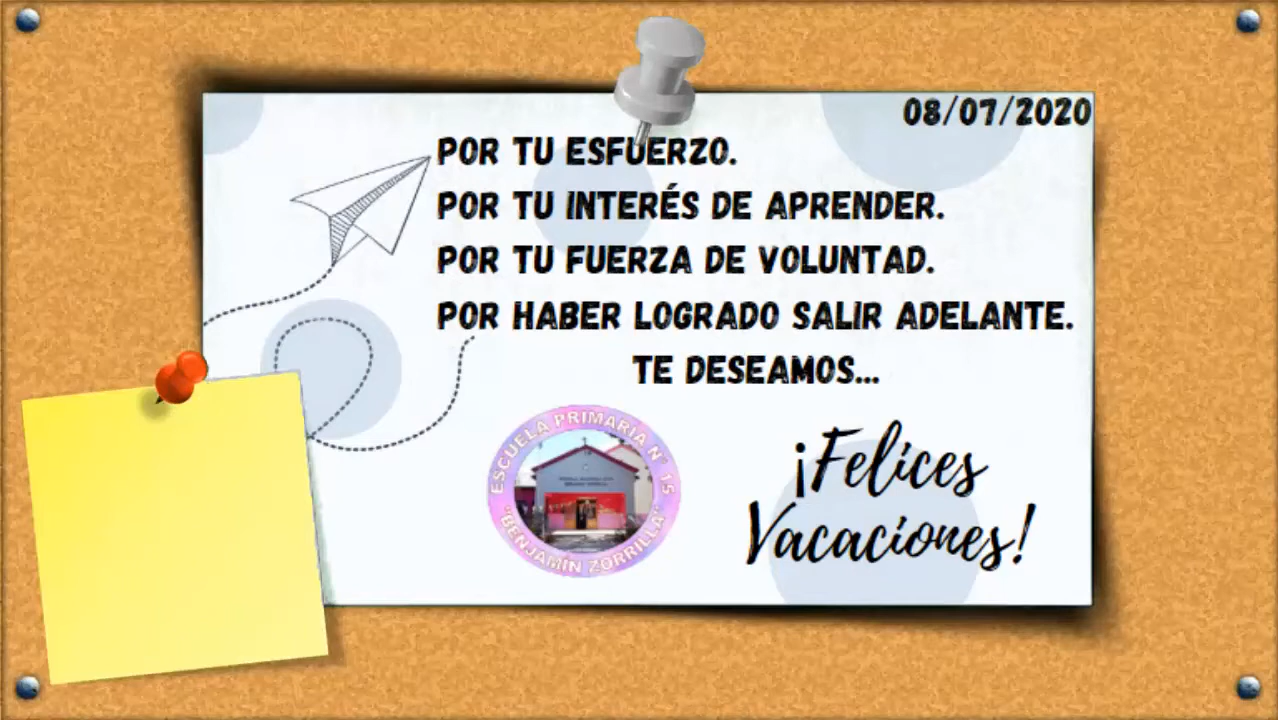 08/07/2020
POR TU ESFUERZO.
POR TU INTERÉS DE APRENDER.
POR TU FUERZA DE VOLUNTAD.
POR HABER LOGRADO SALIR ADELANTE.
TE DESEAMOS...
ESCUELA PRIMARIA N° 15
"BENJAMÍN ZORRILLA"
¡Felices
Vacaciones!